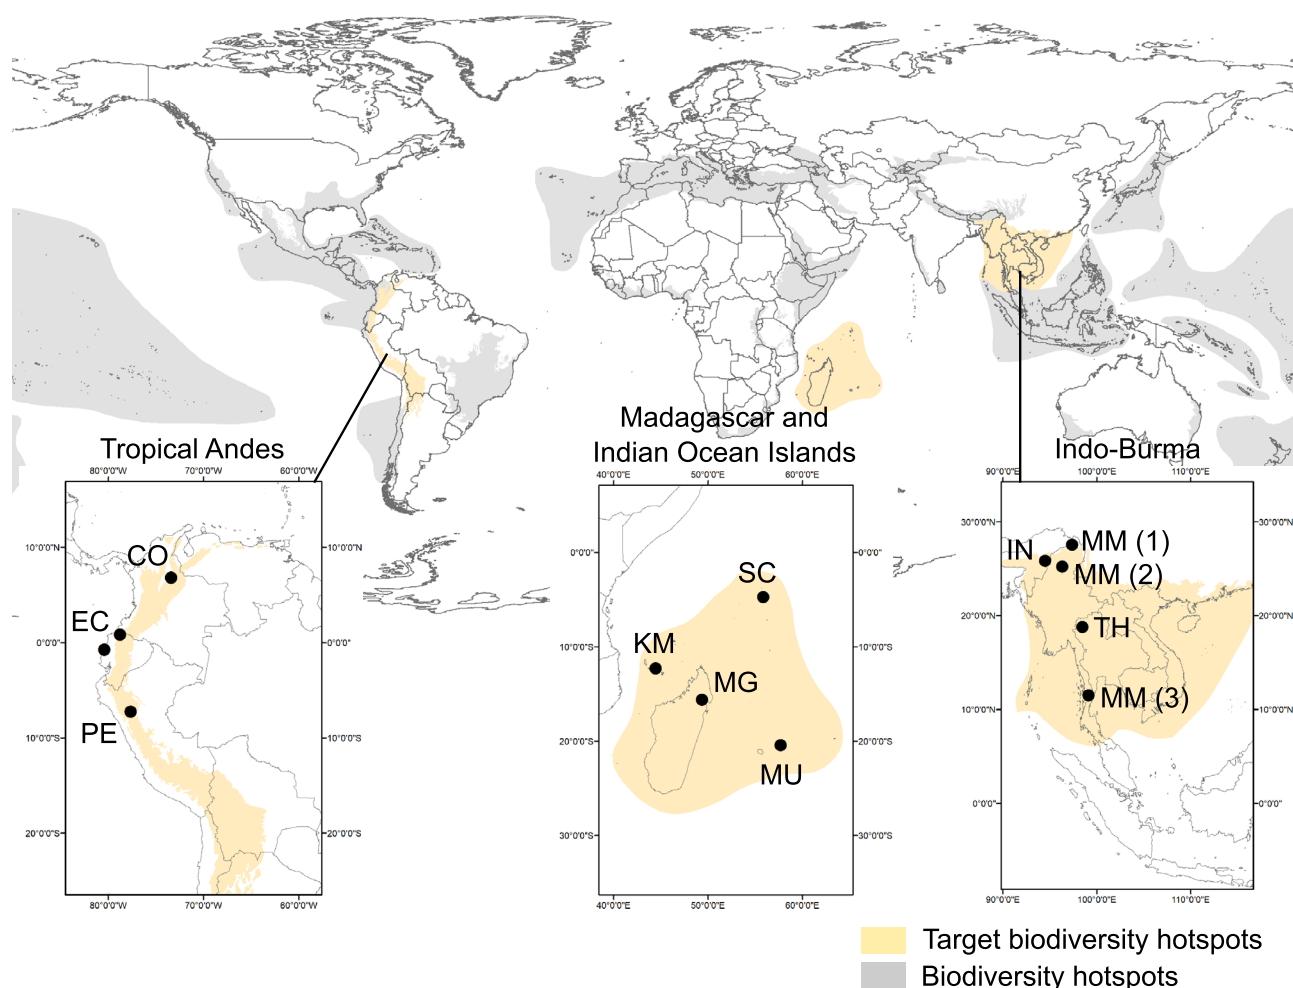 Tropical Andes
Madagascar and
Indian Ocean Islands
Indo-Burma
80°0'0"W 70°0'0"W 60°0'0"W
10°0'0"N 10°0'0"N
0°0'0" 0°0'0"
10°0'0"S 10°0'0"S
20°0'0"S 20°0'0"S
80°0'0"W 70°0'0"W 60°0'0"W
CO
EC
PE
40°0'0"E 50°0'0"E 60°0'0"E
0°0'0" 0°0'0"
10°0'0"S 10°0'0"S
20°0'0"S 20°0'0"S
30°0'0"S 30°0'0"S
40°0'0"E 50°0'0"E 60°0'0"E
SC
KM
MG
MU
90°0'0"E 100°0'0"E 110°0'0"E
30°0'0"N 30°0'0"N
20°0'0"N 20°0'0"N
10°0'0"N 10°0'0"N
0°0'0" 0°0'0"
90°0'0"E 100°0'0"E 110°0'0"E
IN
MM (1)
MM (2)
TH
MM (3)
Target biodiversity hotspots
Biodiversity hotspots